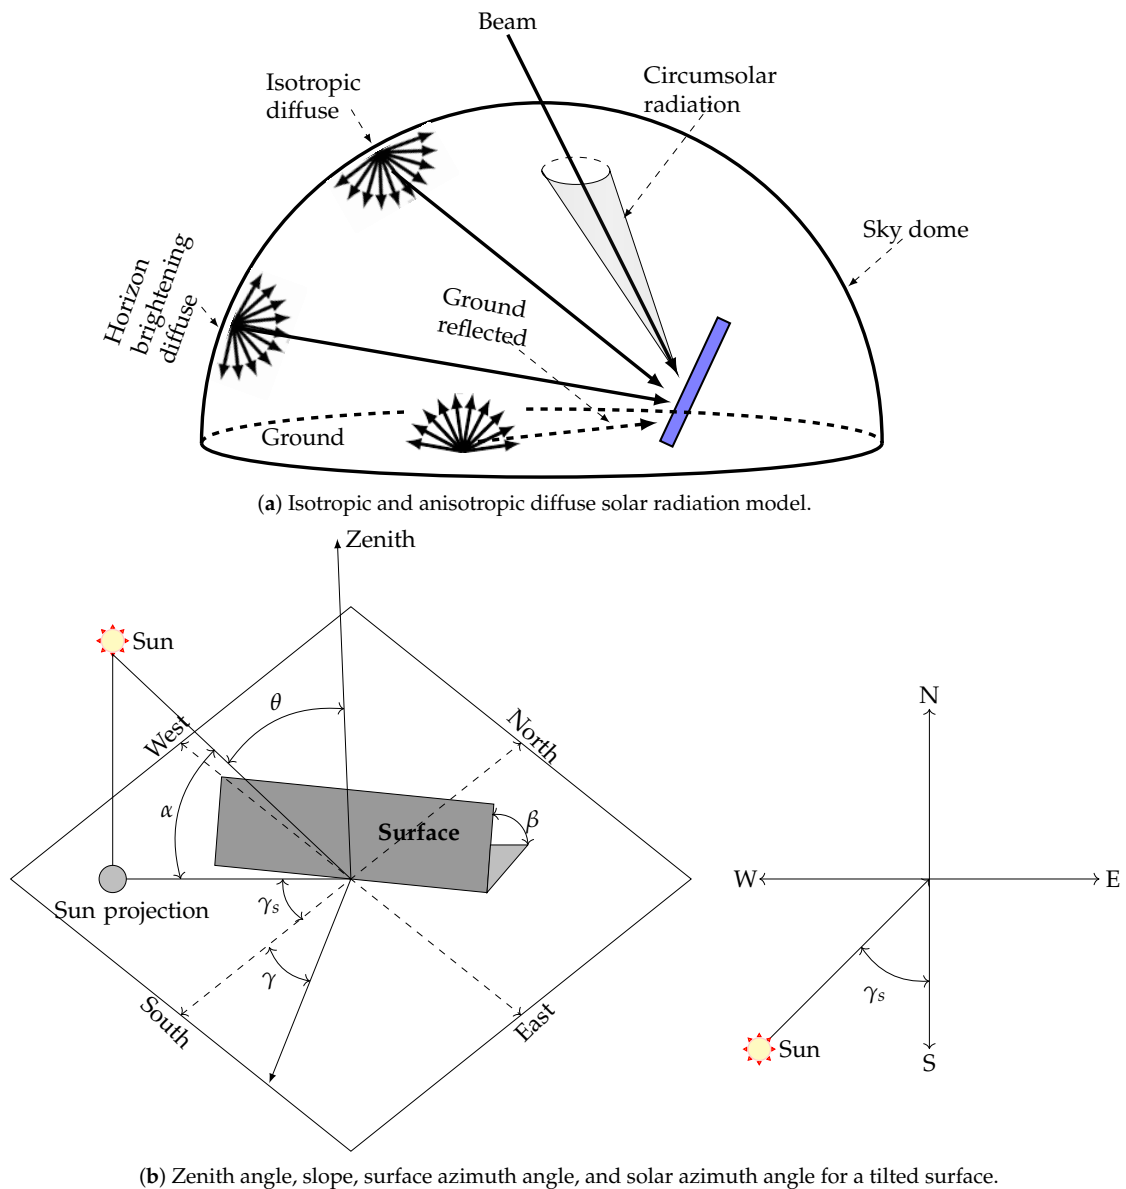 Beam
Isotropic
diffuse
Circumsolar
radiation
Sky dome
Horizon
brightening
diffuse
Ground
reflected
Ground
(a) Isotropic and anisotropic diffuse solar radiation model.
Zenith
Sun
θ
West
North
α
Surface
β
Sun projection
γs
γ
South
East
N
W
E
γs
Sun
S
(b) Zenith angle, slope, surface azimuth angle, and solar azimuth angle for a tilted surface.